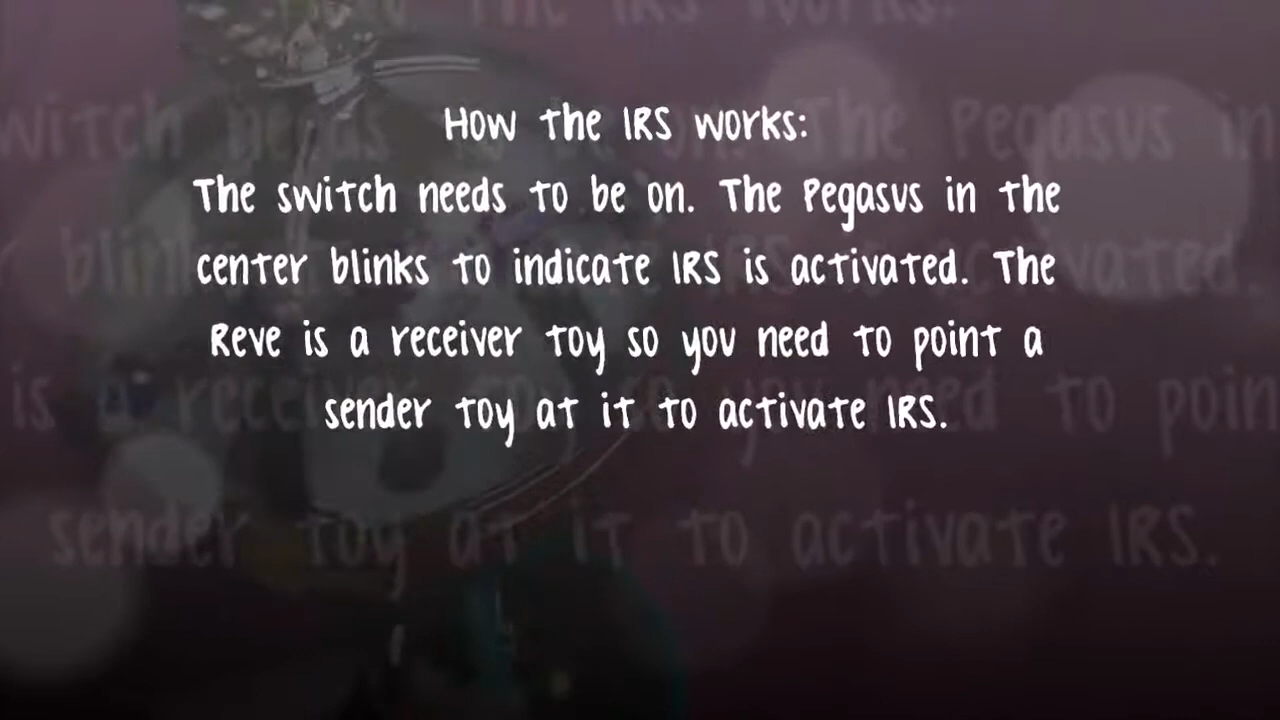 How the IRS works:
The switch needs to be on. The Pegasus in the
center blinks to indicate IRS is activated. The
Reve is a receiver toy so you need to point a
sender toy at it to activate IRS.